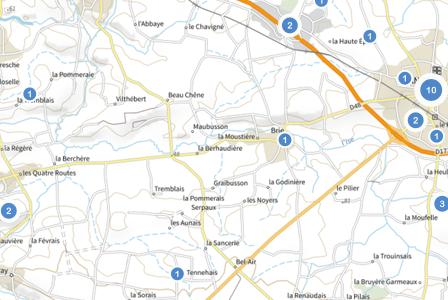 1
l'Abbaye
le Chavigné
2
la Haute
1
la Pommeraie
1
Vilthébert
Beau Chêne
1
10
D48
Maubusson
la Moustière
Brie
1
l'Ise
2
1
D17
la Régère
la Berchère
48
la Berhaudière
les Quatre Routes
Graibusson
la Godinière
le Pilier
81
Tremblais
la Pommerais
Serpaux
les Noyers
2
3
les Aunais
la Moufelle
la Févrais
la Sancerie
1
Tennehais
Bel-Air
la Trouinsais
la Bruyère Garmeaux
la Sorais
la Renaudais
la Pilais